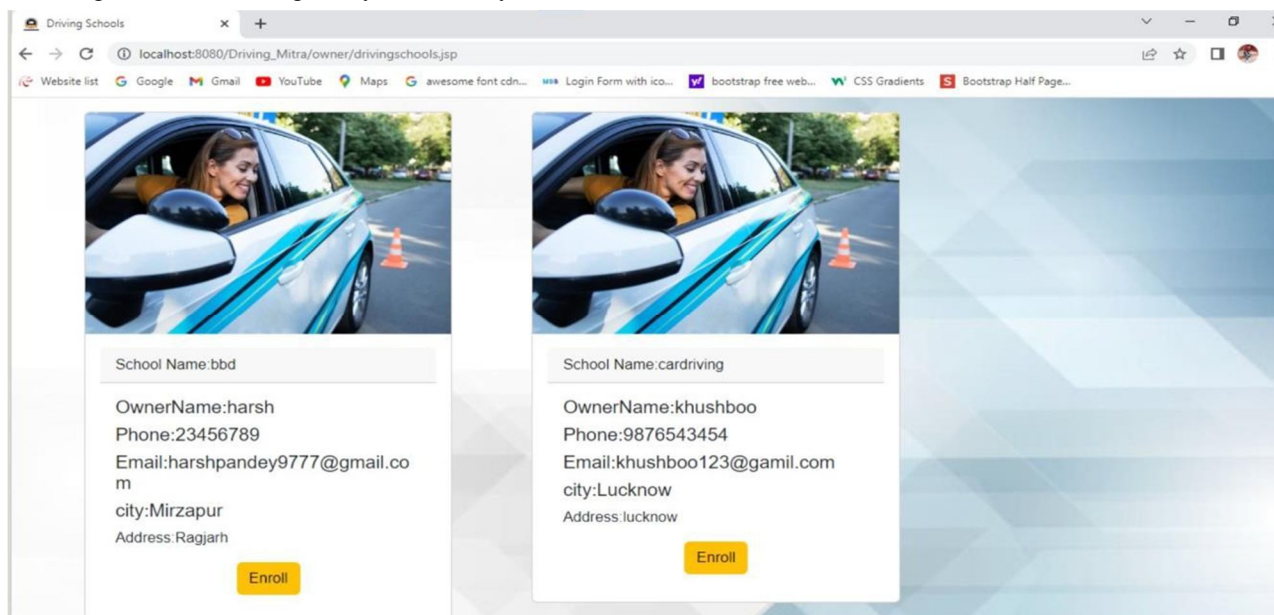 Driving Schools
localhost:8080/Driving_Mitra/owner/drivingschools.jsp
Website list Google Gmail YouTube Maps awesome font cdn... Login Form with ico... bootstrap free web... CSS Gradients Bootstrap Half Page...
School Name:bbd
OwnerName:harsh
Phone:23456789
Email:harshpandey9777@gmail.co
m
city:Mirzapur
Address:Ragjarh
Enroll
School Name:cardriving
OwnerName:khushboo
Phone:9876543454
Email:khushboo123@gamil.com
city:Lucknow
Address:lucknow
Enroll